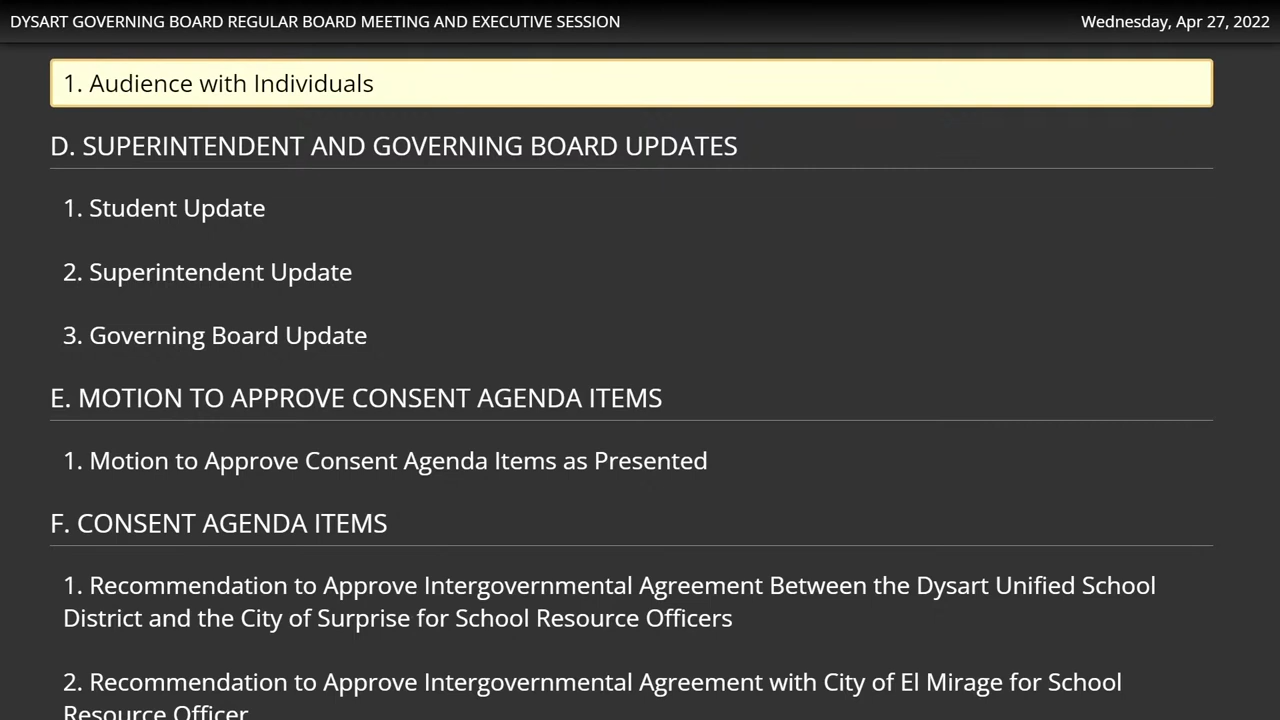 DYSART GOVERNING BOARD REGULAR BOARD MEETING AND EXECUTIVE SESSION
Wednesday, Apr 27, 2022
1. Audience with Individuals
D. SUPERINTENDENT AND GOVERNING BOARD UPDATES
1. Student Update
2. Superintendent Update
3. Governing Board Update
E. MOTION TO APPROVE CONSENT AGENDA ITEMS
1. Motion to Approve Consent Agenda Items as Presented
F. CONSENT AGENDA ITEMS
1. Recommendation to Approve Intergovernmental Agreement Between the Dysart Unified School
District and the City of Surprise for School Resource Officers
2. Recommendation to Approve Intergovernmental Agreement with City of El Mirage for School
Resource Officer